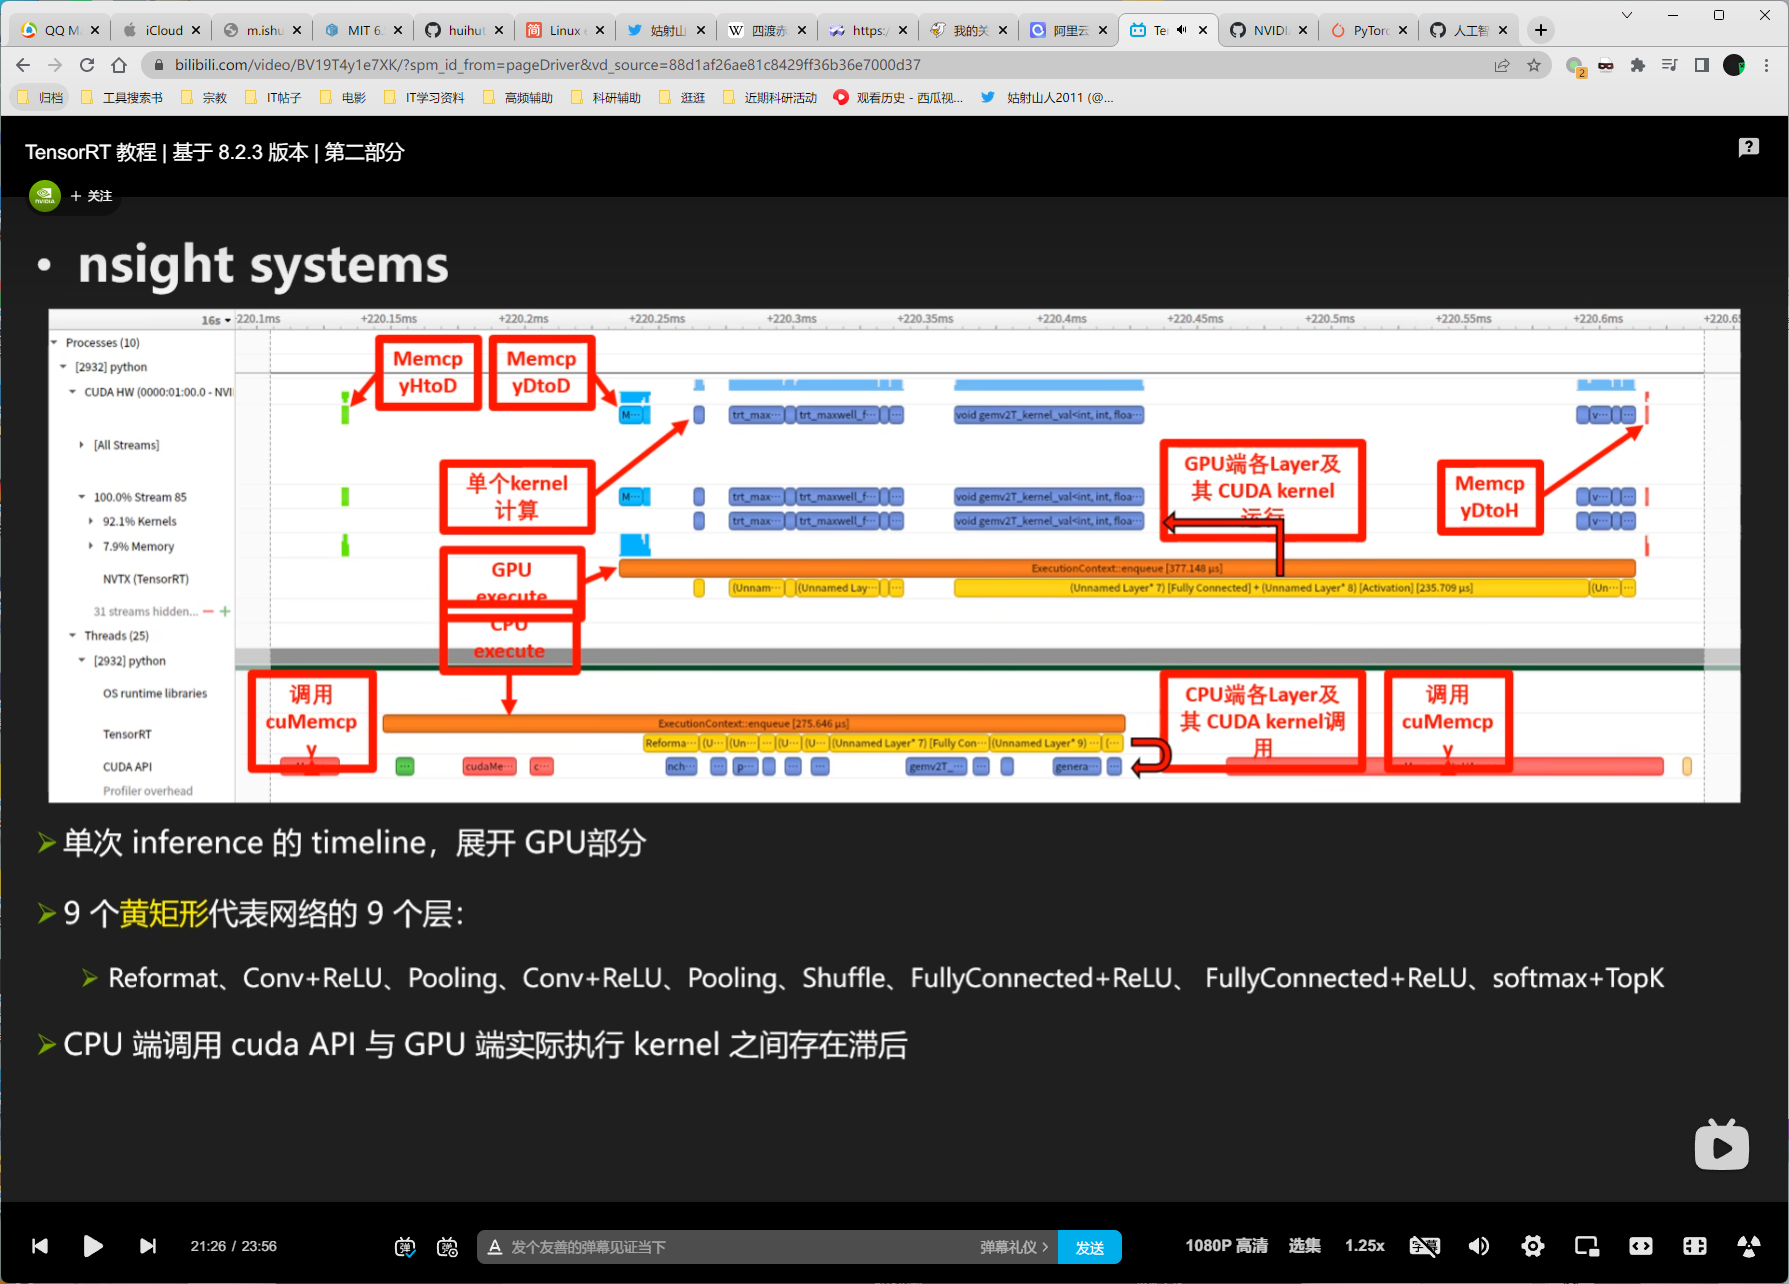 QQ M
iCloud
m.ishu
MIT 6.
huihut
Linux
姑射山
四渡赤
https:/
我的关
阿里云
Te
NVIDI
PyTorc
人工智
bilibili.com/video/BV19T4y1e7XK/?spm_id_from=pageDriver&vd_source=88d1af26ae81c8429ff36b36e7000d37
2
归档
工具搜索书
宗教
IT帖子
电影
IT学习资料
高频辅助
科研辅助
逛逛
近期科研活动
观看历史 - 西瓜视...
姑射山人2011 (@...
TensorRT 教程 | 基于 8.2.3 版本 | 第二部分
+ 关注
• nsight systems
16s
220.1ms
+220.15ms
+220.2ms
+220.25ms
+220.3ms
+220.35ms
+220.4ms
+220.45ms
+220.5ms
+220.55ms
+220.6ms
+220.65
Processes (10)
[2932] python
CUDA HW (0000:01:00.0 - NVI
[All Streams]
100.0% Stream 85
92.1% Kernels
7.9% Memory
NVTX (TensorRT)
31 streams hidden...
Threads (25)
[2932] python
OS runtime libraries
TensorRT
CUDA API
Profiler overhead
Memcp
yHtoD
Memcp
yDtoD
M···
trt_max···
trt_maxwell_f···
void gemv2T_kernel_val<int, int, floa···
v···
单个kernel
计算
GPU端各Layer及
其 CUDA kernel
运行
Memcp
yDtoH
M···
trt_max···
trt_maxwell_f···
void gemv2T_kernel_val<int, int, floa···
v···
trt_max···
trt_maxwell_f···
void gemv2T_kernel_val<int, int, floa···
v···
GPU
execute
ExecutionContext::enqueue [377.148 μs]
(Unnam···
(Unnamed Lay···
(Unnamed Layer* 7) [Fully Connected] + (Unnamed Layer* 8) [Activation] [235.709 μs]
(Un···
CPU
execute
调用
cuMemcp
y
CPU端各Layer及
其 CUDA kernel调
用
调用
cuMemcp
y
ExecutionContext::enqueue [275.646 μs]
Reforma···
(U···
(Un···
(U···
(U···
(Unnamed Layer* 7) [Fully Con···
(Unnamed Layer* 9) ···
(···
cudaMe···
c···
nch···
p···
gemv2T_···
genera···
单次 inference 的 timeline，展开 GPU部分
9 个黄矩形代表网络的 9 个层：
Reformat、Conv+ReLU、Pooling、Conv+ReLU、Pooling、Shuffle、FullyConnected+ReLU、 FullyConnected+ReLU、softmax+TopK
CPU 端调用 cuda API 与 GPU 端实际执行 kernel 之间存在滞后
21:26 / 23:56
发个友善的弹幕见证当下
弹幕礼仪 >
发送
1080P 高清
选集
1.25x